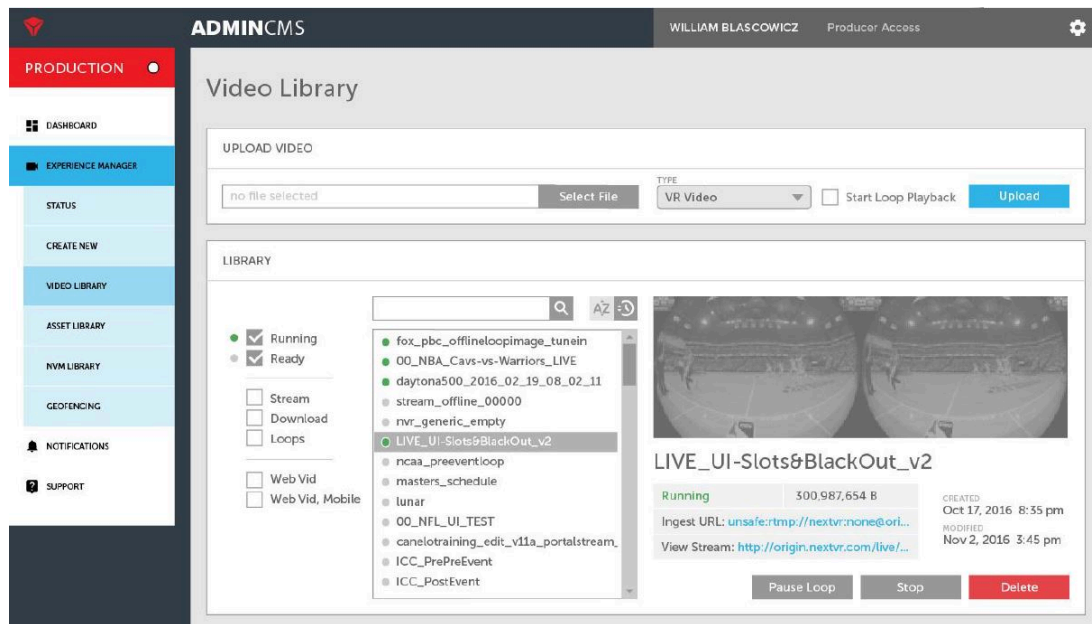 ADMINCMS
WILLIAM BLASCOWICZ Producer Access
PRODUCTION
DASHBOARD
EXPERIENCE MANAGER
STATUS
CREATE NEW
VIDEO LIBRARY
ASSET LIBRARY
NVM LIBRARY
GEOFENCING
NOTIFICATIONS
SUPPORT
Video Library
UPLOAD VIDEO
no file selected Select File
TYPE
VR Video
Start Loop Playback
Upload
LIBRARY
AZ
Running
Ready
Stream
Download
Loops
Web Vid
Web Vid, Mobile
fox_pbc_offlineloopimage_tunein
00_NBA_Cavs-vs-Warriors_LIVE
daytona500_2016_02_19_08_02_11
stream_offline_00000
nvr_generic_empty
LIVE_UI-Slots&BlackOut_v2
ncaa_preeventloop
masters_schedule
lunar
00_NFL_UI_TEST
canelotraining_edit_v11a_portalstream_
ICC_PrePreEvent
ICC_PostEvent
LIVE_UI-Slots&BlackOut_v2
Running 300,987,654 B
Ingest URL: unsafe:rtmp://nextvr:none@ori...
View Stream: http://origin.nextvr.com/live/...
CREATED
Oct 17, 2016 8:35 pm
MODIFIED
Nov 2, 2016 3:45 pm
Pause Loop Stop Delete